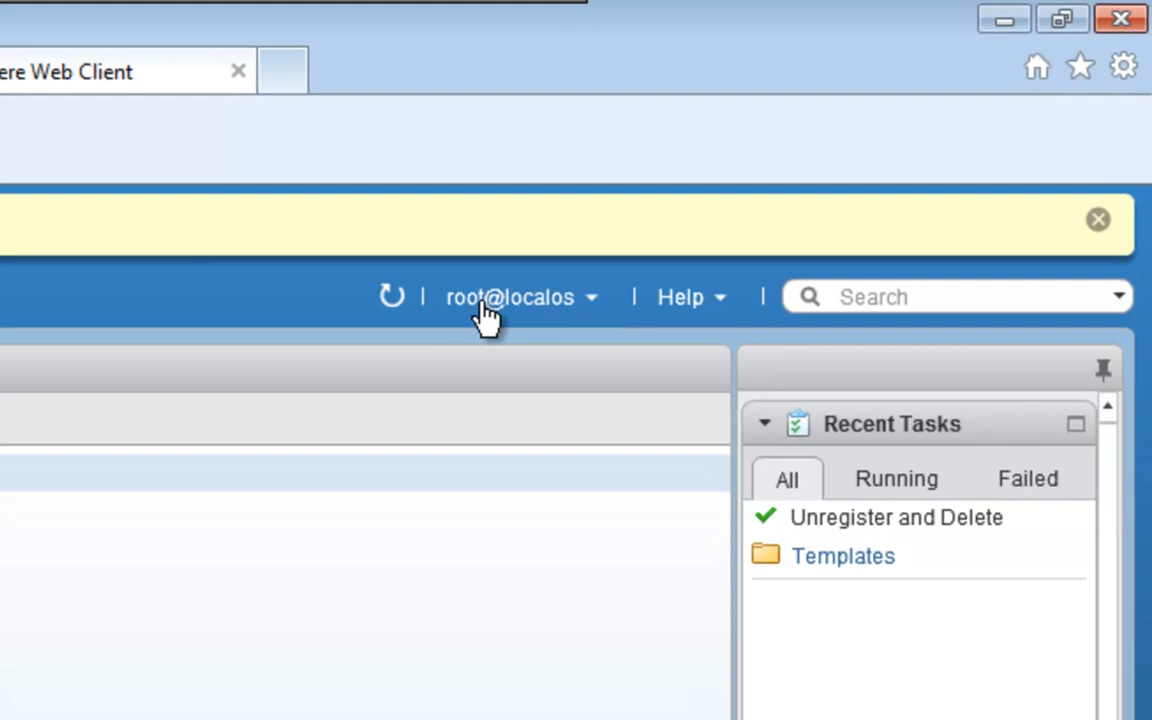 ere Web Client
root@localos
Help
Search
Recent Tasks
All
Running
Failed
Unregister and Delete
Templates